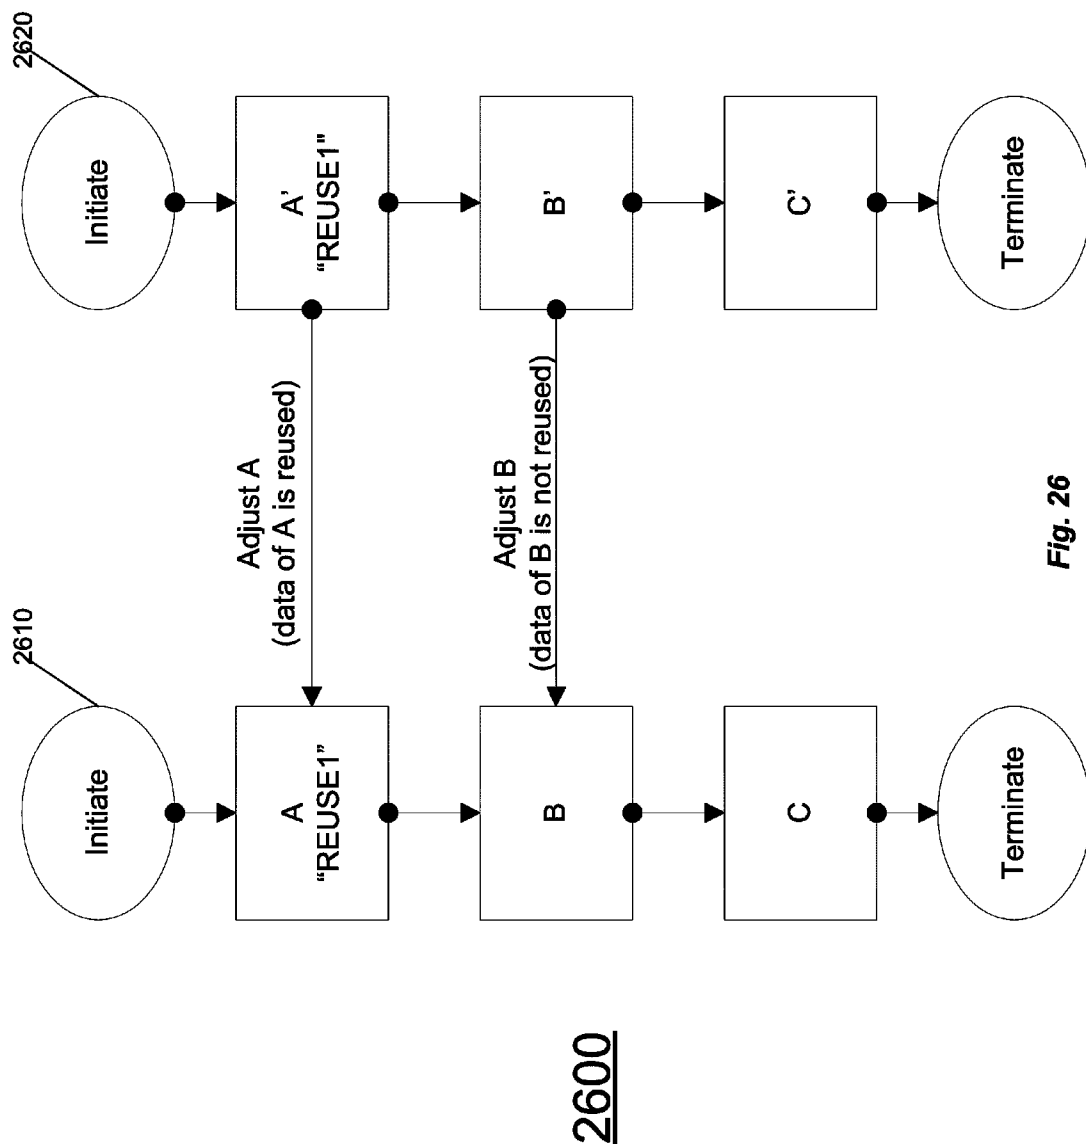 2600
2610
2620
Initiate
Initiate
A
"REUSE1"
Adjust A
(data of A is reused)
A'
“REUSE1"
B
Adjust B
(data of B is not reused)
B'
C
C'
Terminate
Terminate
Fig. 26